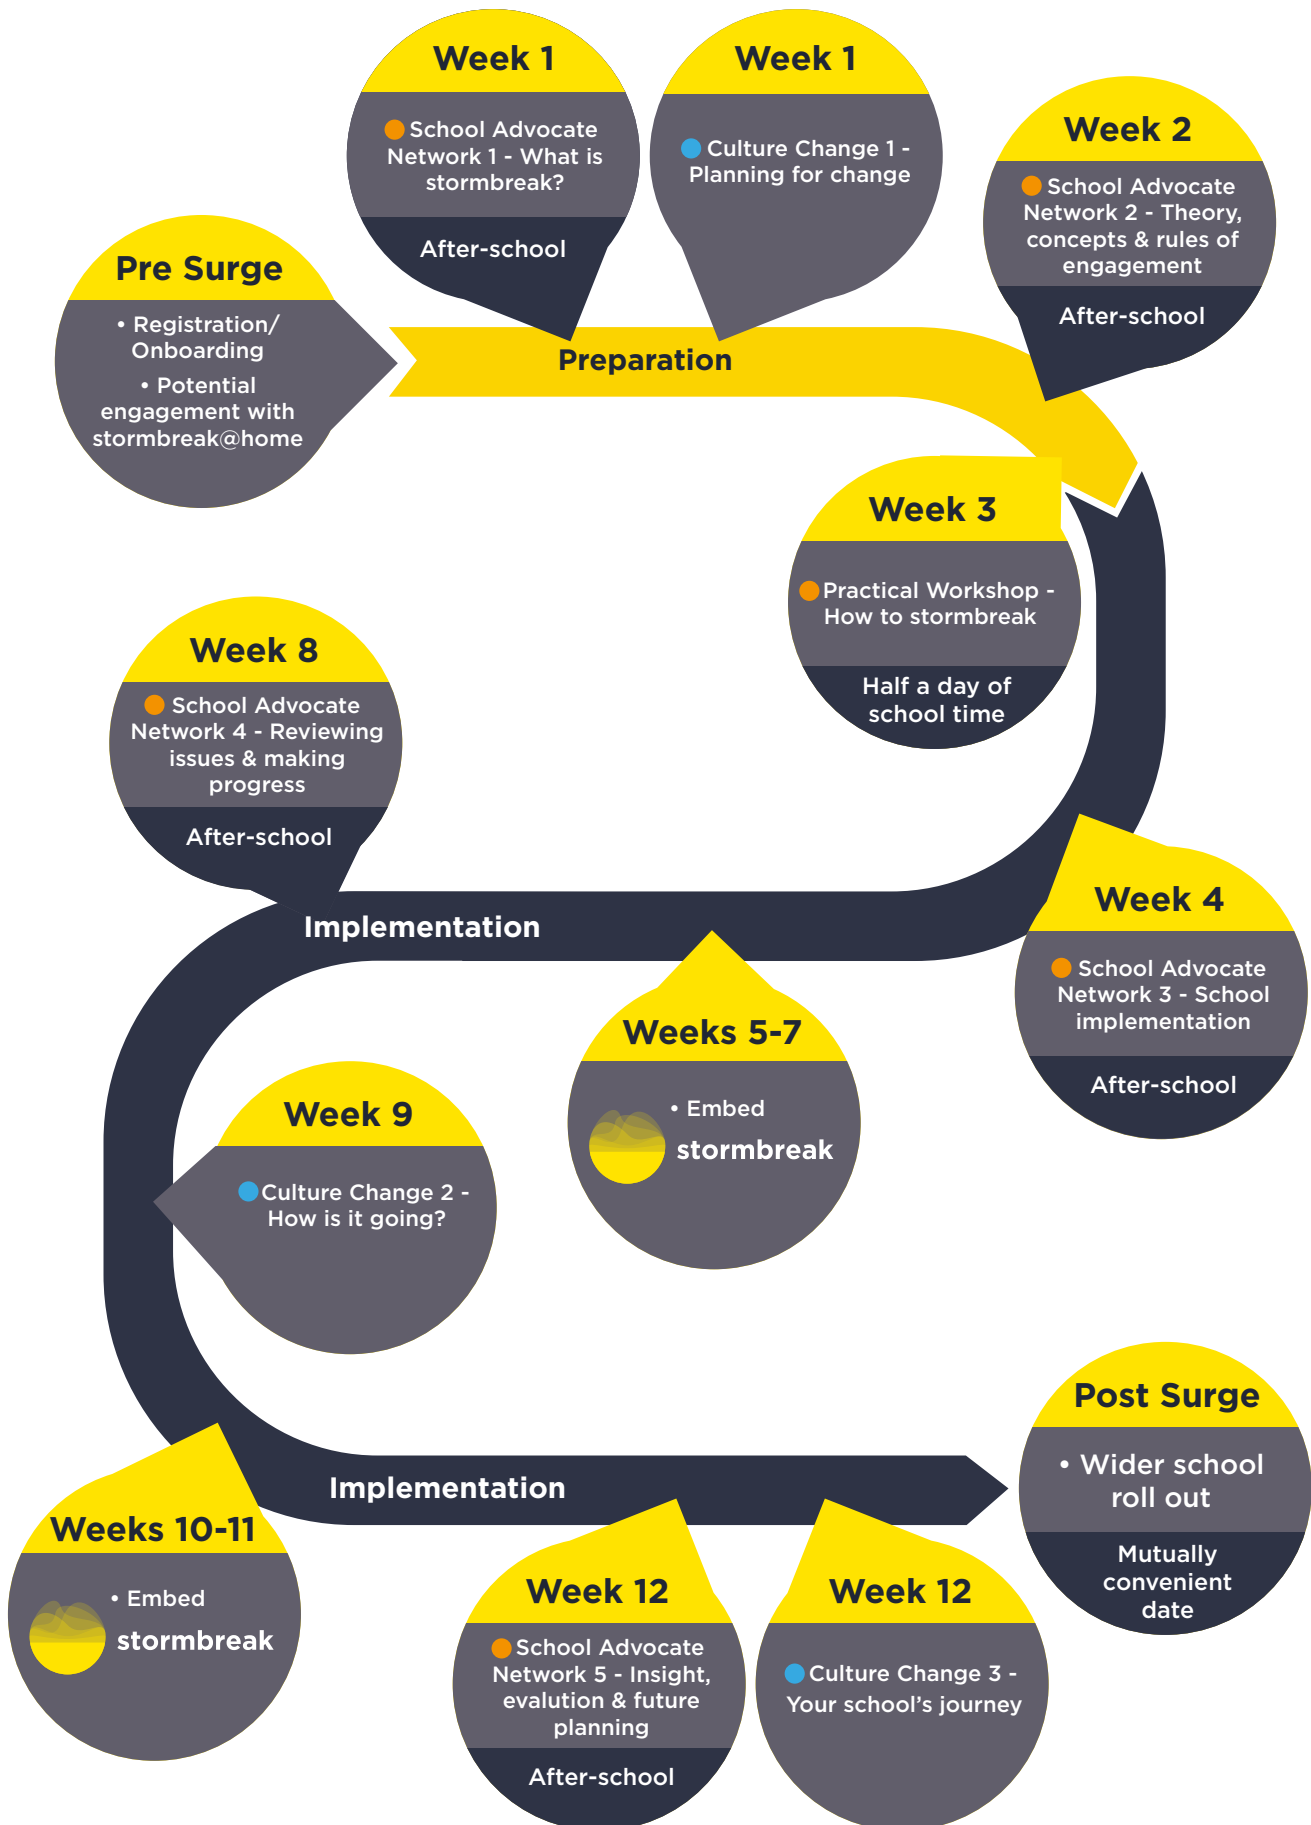 Pre Surge
• Registration/
Onboarding
• Potential
engagement with
stormbreak@home
Week 1
School Advocate
Network 1 - What is
stormbreak?
After-school
Week 1
Culture Change 1 -
Planning for change
Week 2
School Advocate
Network 2 - Theory,
concepts & rules of
engagement
After-school
Preparation
Week 3
Practical Workshop -
How to stormbreak
Half a day of
school time
Week 4
School Advocate
Network 3 - School
implementation
After-school
Implementation
Weeks 5-7
• Embed
stormbreak
Week 8
School Advocate
Network 4 - Reviewing
issues & making
progress
After-school
Week 9
Culture Change 2 -
How is it going?
Weeks 10-11
• Embed
stormbreak
Implementation
Week 12
School Advocate
Network 5 - Insight,
evalution & future
planning
After-school
Week 12
Culture Change 3 -
Your school's journey
Post Surge
• Wider school
roll out
Mutually
convenient
date